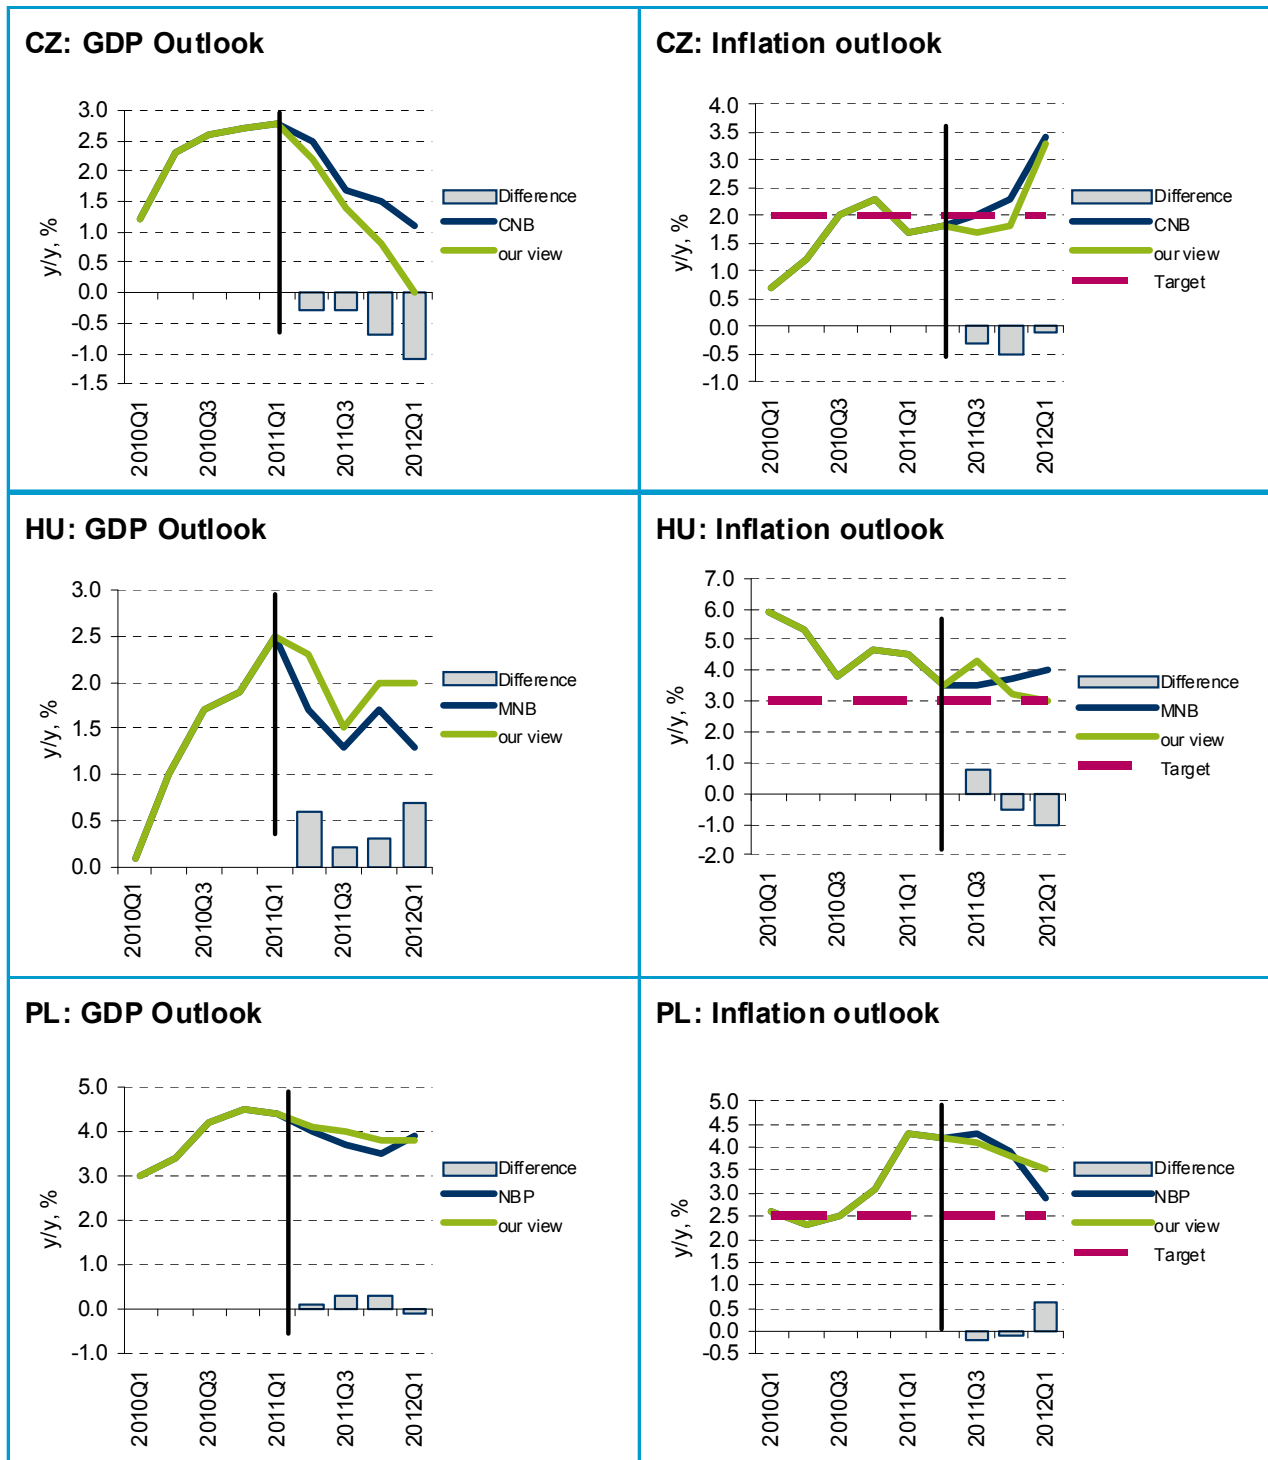 CZ: GDP Outlook
y/y, %
3.0
2.5
2.0
1.5
1.0
0.5
0.0
-0.5
-1.0
-1.5
2010Q1
2010Q3
2011Q1
2011Q3
2012Q1
Difference
CNB
our view
CZ: Inflation outlook
y/y, %
4.0
3.5
3.0
2.5
2.0
1.5
1.0
0.5
0.0
-0.5
-1.0
2010Q1
2010Q3
2011Q1
2011Q3
2012Q1
Difference
CNB
our view
Target
HU: GDP Outlook
y/y, %
3.0
2.5
2.0
1.5
1.0
0.5
0.0
2010Q1
2010Q3
2011Q1
2011Q3
2012Q1
Difference
MNB
our view
HU: Inflation outlook
y/y, %
7.0
6.0
5.0
4.0
3.0
2.0
1.0
0.0
-1.0
-2.0
2010Q1
2010Q3
2011Q1
2011Q3
2012Q1
Difference
MNB
our view
Target
PL: GDP Outlook
y/y, %
5.0
4.0
3.0
2.0
1.0
0.0
-1.0
2010Q1
2010Q3
2011Q1
2011Q3
2012Q1
Difference
NBP
our view
PL: Inflation outlook
y/y, %
5.0
4.5
4.0
3.5
3.0
2.5
2.0
1.5
1.0
0.5
0.0
-0.5
2010Q1
2010Q3
2011Q1
2011Q3
2012Q1
Difference
NBP
our view
Target